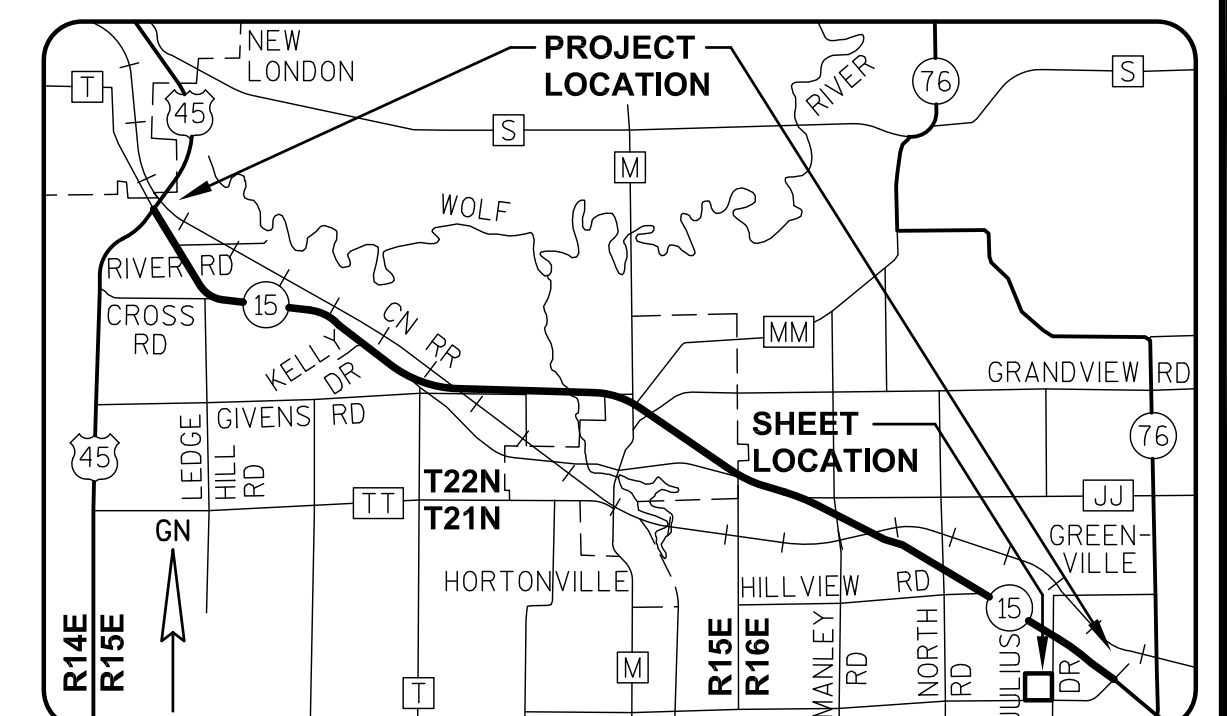 NEW
LONDON
PROJECT
LOCATION
RIVER
76
S
T
45
S
M
WOLF
RIVER RD
15
CROSS
RD
CN RR
MM
KELLY
DR
GRANDVIEW RD
GIVENS RD
SHEET
LOCATION
76
45
LEDGE
HILL
RD
T22N
T21N
TT
JJ
GN
GREEN-
VILLE
HORTONVILLE
HILLVIEW RD
15
R14E
R15E
R15E
R16E
MANLEY
RD
NORTH
RD
JULIUS
DR
T
M